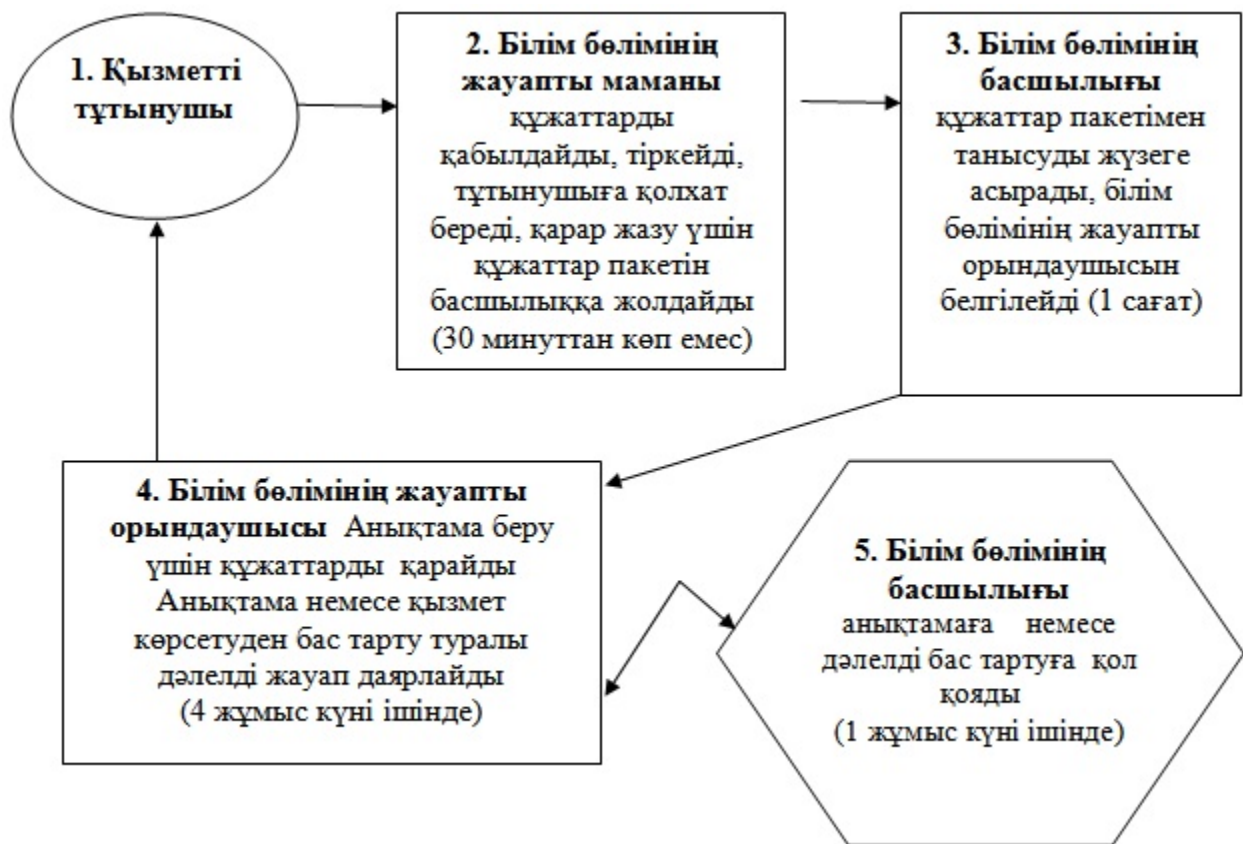 1. Қызметті
тұтынушы
2. Білім бөлімінің
жауапты маманы
құжаттарды
қабылдайды, тіркейді,
тұтынушыға қолхат
береді, қарар жазу үшін
құжаттар пакетін
басшылыққа жолдайды
(30 минуттан көп емес)
3. Білім бөлімінің
басшылығы
құжаттар пакетімен
танысуды жүзеге
асырады, білім
бөлімінің жауапты
орындаушысын
белгілейді (1 сағат)
4. Білім бөлімінің жауапты
орындаушысы Анықтама беру
үшін құжаттарды қарайды
Анықтама немесе қызмет
көрсетуден бас тарту туралы
дәлелді жауап даярлайды
(4 жұмыс күні ішінде)
5. Білім бөлімінің
басшылығы
анықтамаға немесе
дәлелді бас тартуға қол
қояды
(1 жұмыс күні ішінде)